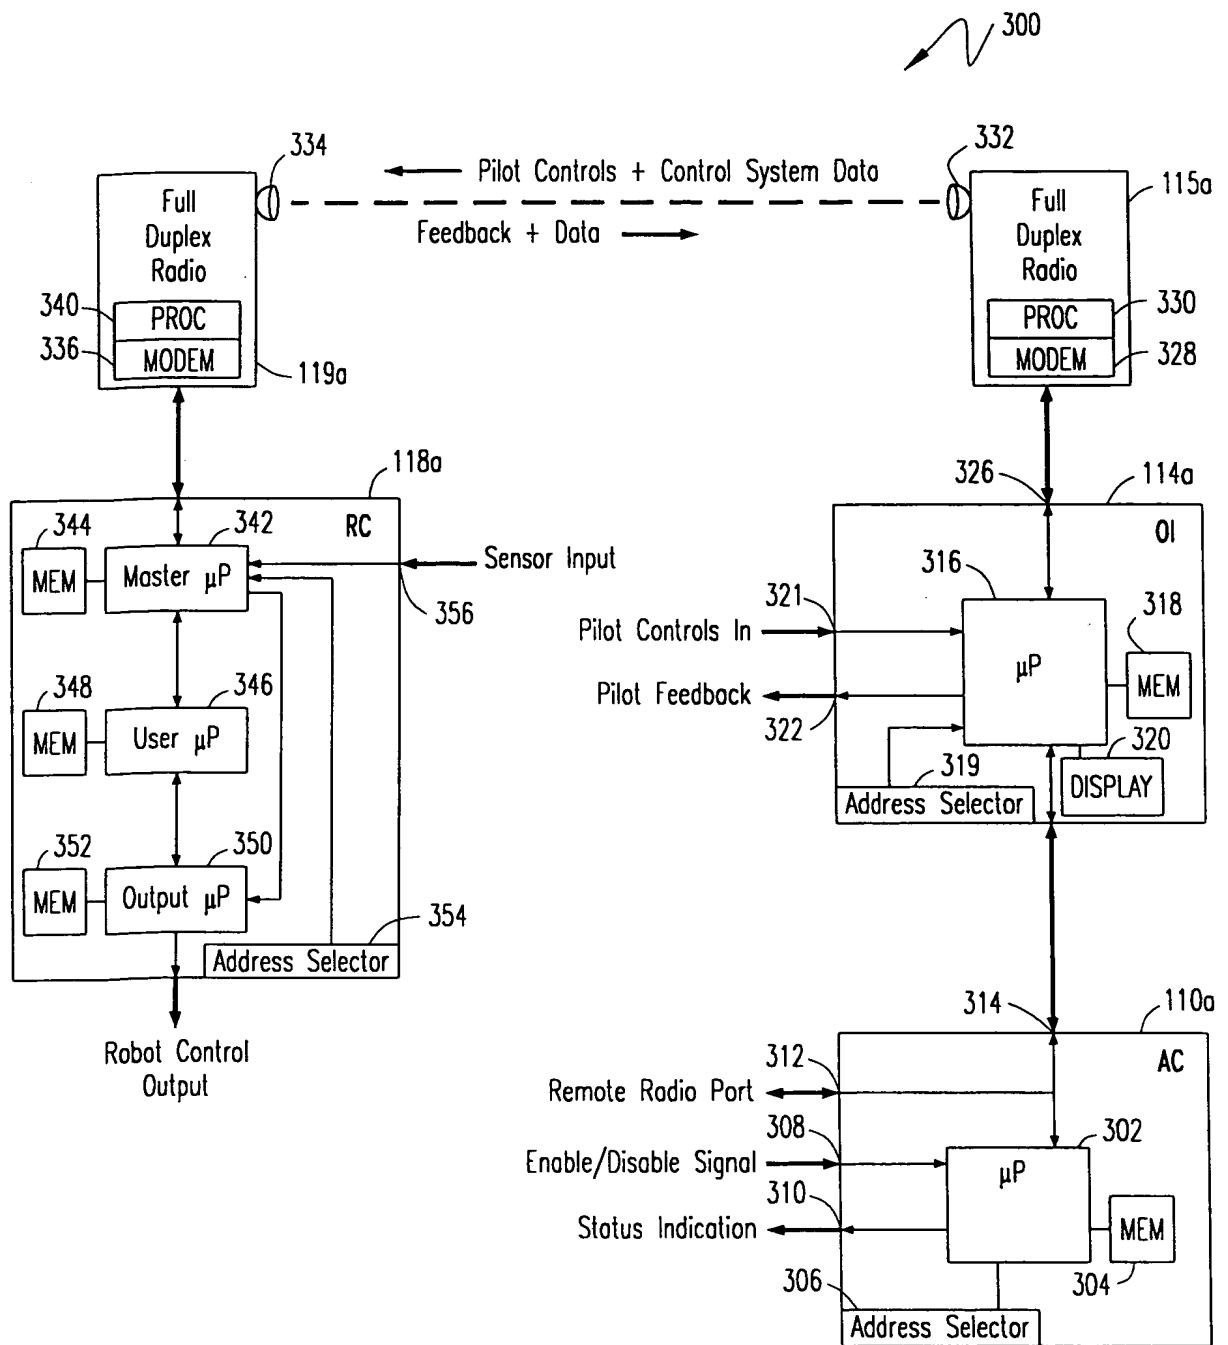 300
334
332
Pilot Controls + Control System Data
115a
Full
Duplex
Radio
Feedback + Data
Full
Duplex
Radio
340
PROC
336
MODEM
119a
PROC
330
MODEM
328
118a
326
114a
344
342
RC
OI
MEM
Master µP
Sensor Input
356
316
321
318
Pilot Controls In
µP
MEM
348
346
Pilot Feedback
322
MEM
User µP
320
319
DISPLAY
Address Selector
352
350
MEM
Output µP
354
Address Selector
314
110a
Robot Control
Output
312
AC
Remote Radio Port
308
302
Enable/Disable Signal
µP
310
Status Indication
MEM
306
304
Address Selector